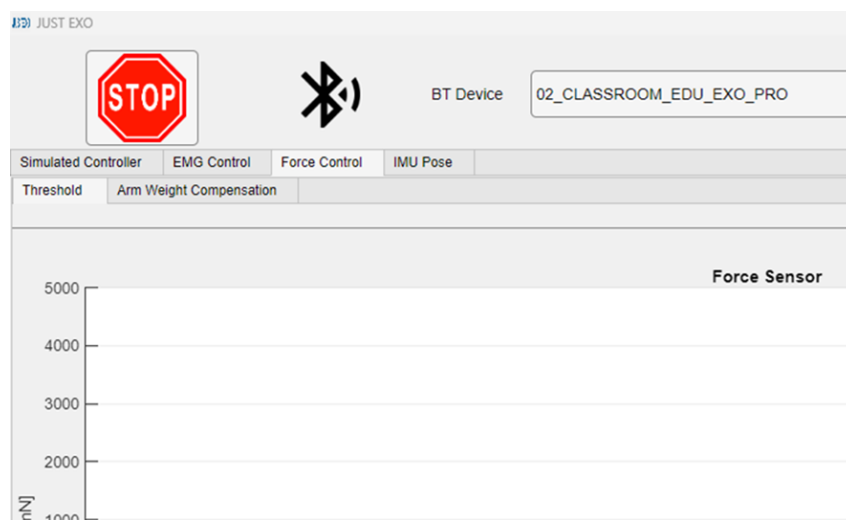 JUST EXO
STOP
BT Device
02_CLASSROOM_EDU_EXO_PRO
Simulated Controller EMG Control Force Control IMU Pose
Threshold Arm Weight Compensation
Force Sensor
5000
4000
3000
2000
1000